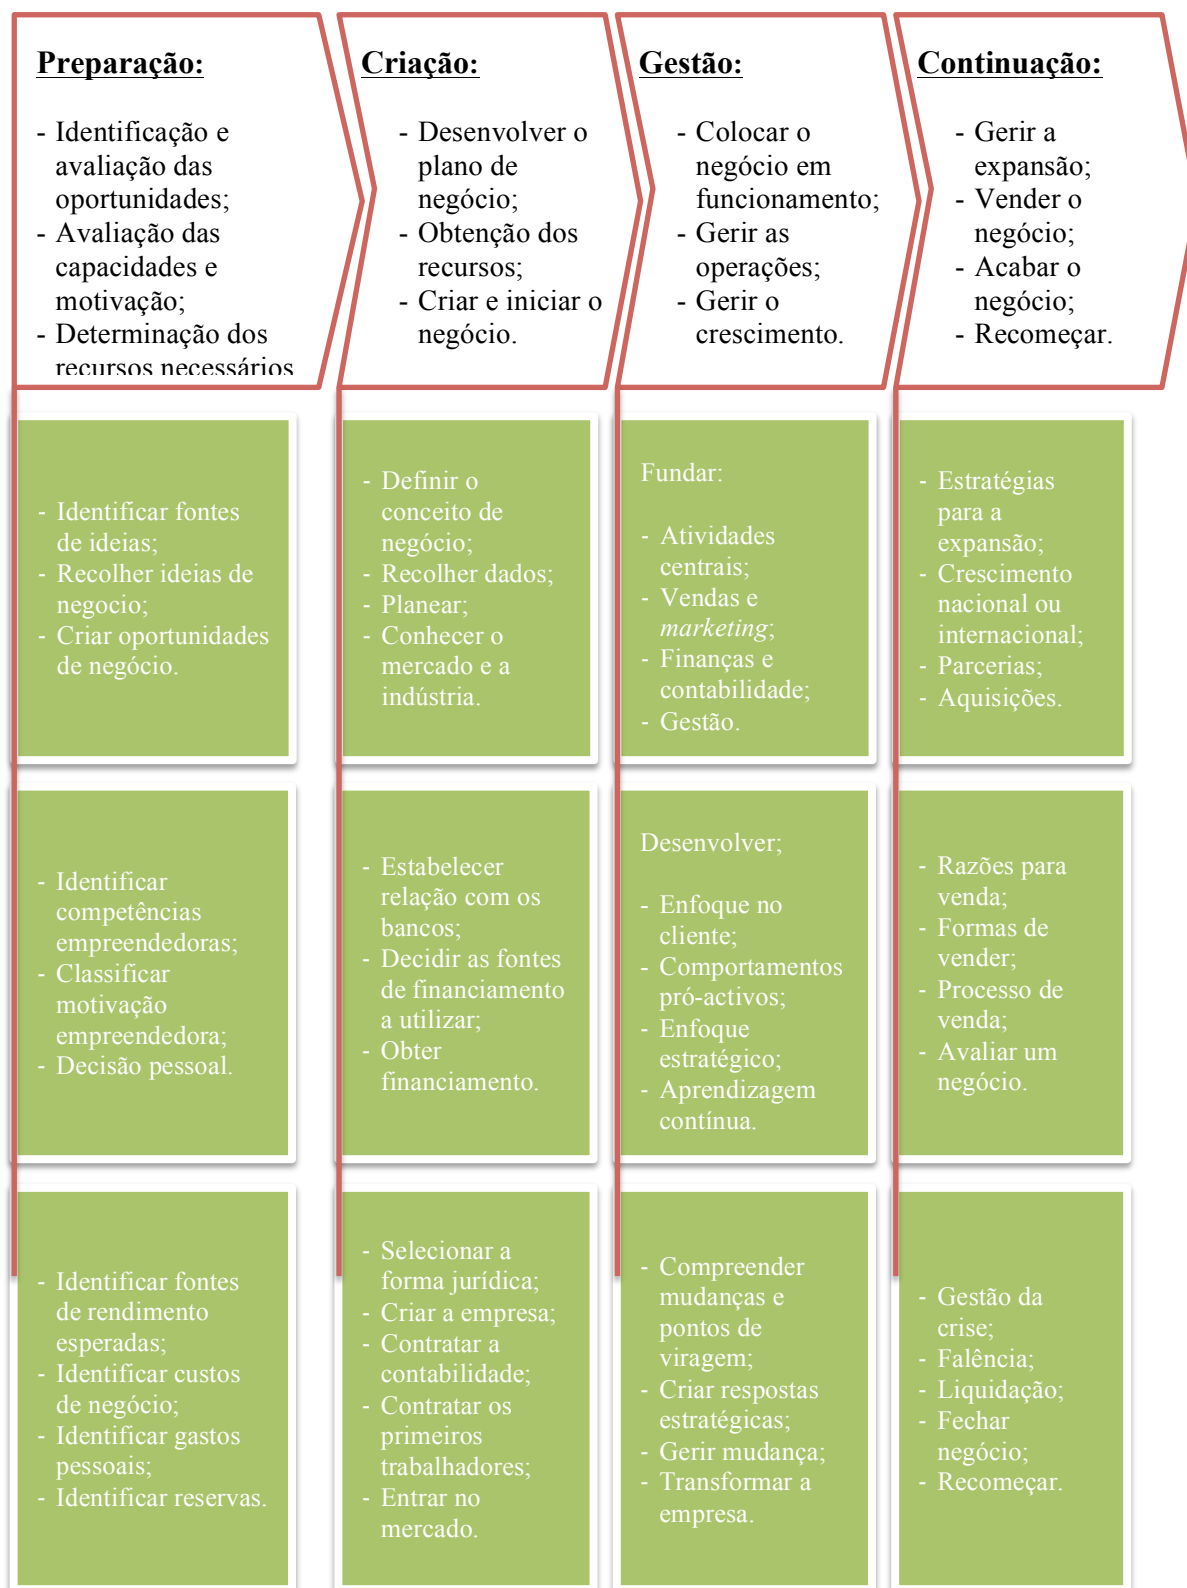 Preparação:
- Identificação e
avaliação das
oportunidades;
- Avaliação das
capacidades e
motivação;
- Determinação dos
recursos necessários
Criação:
- Desenvolver o
plano de
negócio;
- Obtenção dos
recursos;
- Criar e iniciar o
negócio.
Gestão:
- Colocar o
negócio em
funcionamento;
- Gerir as
operações;
- Gerir o
crescimento.
Continuação:
- Gerir a
expansão;
- Vender o
negócio;
- Acabar o
negócio;
- Recomeçar.
- Identificar fontes
de ideias;
- Recolher ideias de
negocio;
- Criar oportunidades
de negócio.
- Definir o
conceito de
negócio;
- Recolher dados;
- Planear;
- Conhecer o
mercado e a
indústria.
Fundar:
- Atividades
centrais;
- Vendas e
marketing;
- Finanças e
contabilidade;
- Gestão.
- Estratégias
para a
expansão;
- Crescimento
nacional ou
internacional;
- Parcerias;
- Aquisições.
- Identificar
competências
empreendedoras;
- Classificar
motivação
empreendedora;
- Decisão pessoal.
- Estabelecer
relação com os
bancos;
- Decidir as fontes
de financiamento
a utilizar;
- Obter
financiamento.
Desenvolver;
- Enfoque no
cliente;
- Comportamentos
pró-activos;
- Enfoque
estratégico;
- Aprendizagem
contínua.
- Razões para
venda;
- Formas de
vender;
- Processo de
venda;
- Avaliar um
negócio.
- Identificar fontes
de rendimento
esperadas;
- Identificar custos
de negócio;
- Identificar gastos
pessoais;
- Identificar reservas.
- Selecionar a
forma jurídica;
- Criar a empresa;
- Contratar a
contabilidade;
- Contratar os
primeiros
trabalhadores;
- Entrar no
mercado.
- Compreender
mudanças e
pontos de
viragem;
- Criar respostas
estratégicas;
- Gerir mudança;
- Transformar a
empresa.
- Gestão da
crise;
- Falência;
- Liquidação;
- Fechar
negócio;
- Recomeçar.